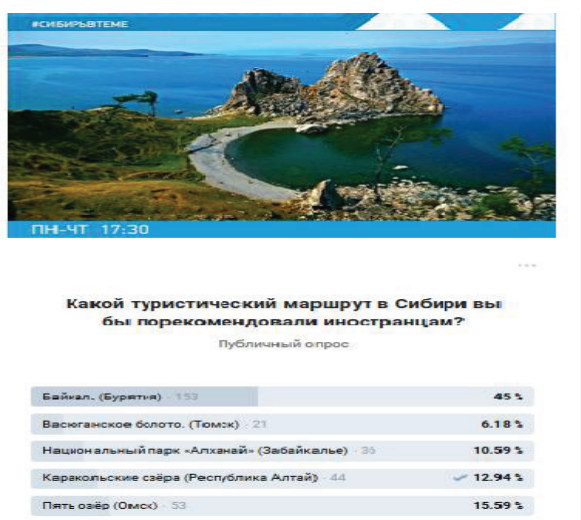 #СИБИРЬВТЕМЕ
ПН-ЧТ 17:30
Какой туристический маршрут в Сибири вы
бы порекомендовали иностранцам?
Публичный опрос
Байкал. (Бурятия) · 153 45 %
Васюганское болото. (Томск) · 21 6.18 %
Национальный парк «Алханай» (Забайкалье) · 36 10.59 %
Каракольские озёра (Республика Алтай) · 44 12.94 %
Пять озёр (Омск) · 53 15.59 %